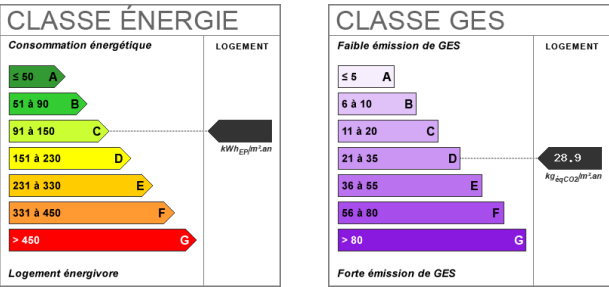 CLASSE ÉNERGIE
Consommation énergétique
LOGEMENT
≤ 50 A
51 à 90 B
91 à 150 C
151 à 230 D
231 à 330 E
331 à 450 F
> 450 G
kWhEP/m².an
Logement énergivore
CLASSE GES
Faible émission de GES
LOGEMENT
≤ 5 A
6 à 10 B
11 à 20 C
21 à 35 D
28.9
36 à 55 E
56 à 80 F
> 80 G
kgéqCO2/m².an
Forte émission de GES